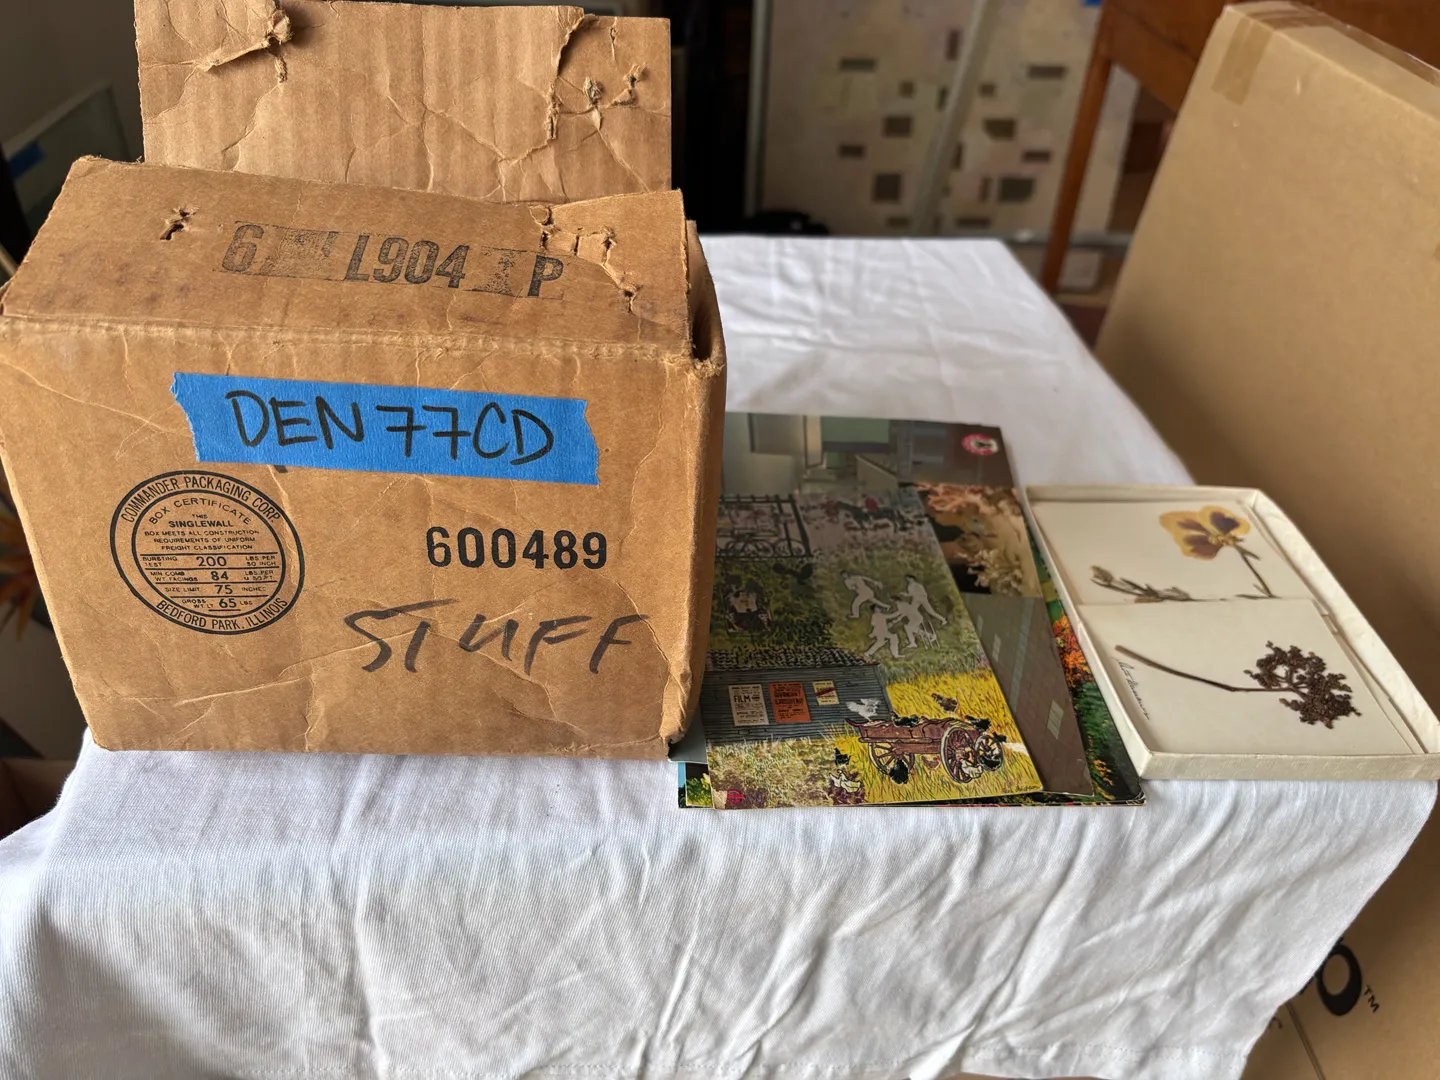 6 L904 P
DEN77CD
COMMANDER PACKAGING CORP.
BOX CERTIFICATE
THIS
SINGLEWALL
BOX MEETS ALL CONSTRUCTION
REQUIREMENTS OF UNIFORM
FREIGHT CLASSIFICATION
BURSTING TEST 200 LBS PER SQ INCH
MIN COMB WT FACINGS 84 LBS PER M SQ FT
SIZE LIMIT 75 INCHES
GROSS WT LT 65 LBS
BEDFORD PARK, ILLINOIS
600489
STUFF
FILM
TM